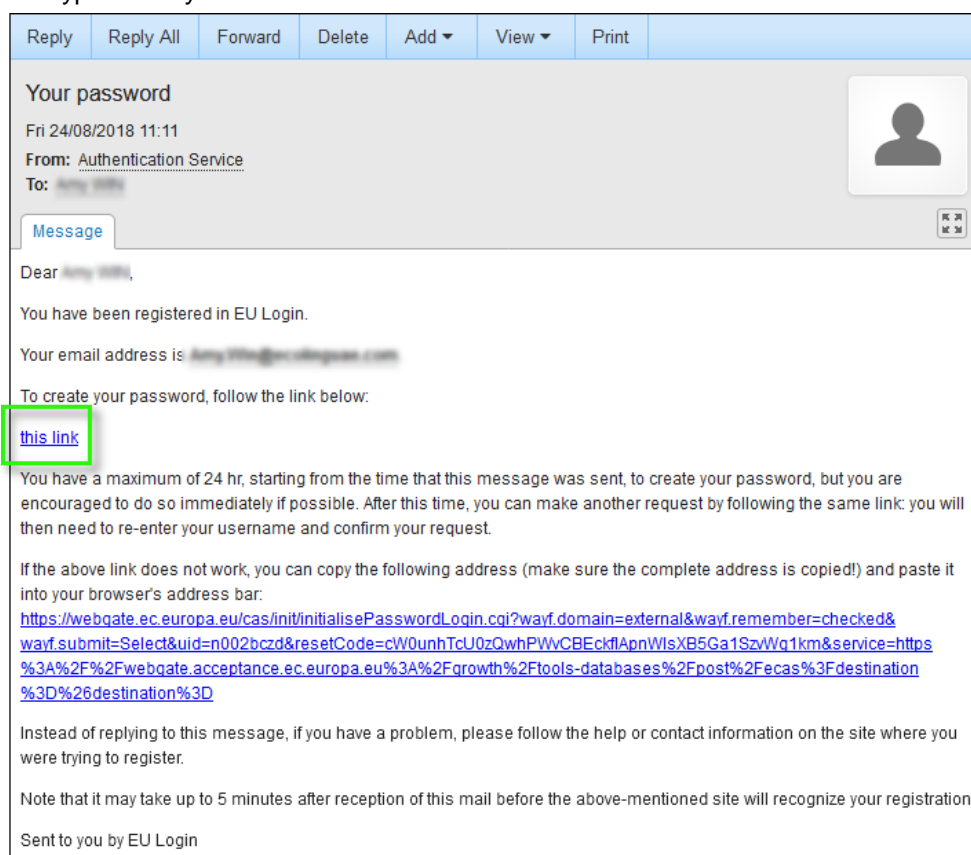 Reply Reply All Forward Delete Add View Print
Your password
Fri 24/08/2018 11:11
From: Authentication Service
To:
Message
Dear ,
You have been registered in EU Login.
Your email address is
To create your password, follow the link below:
this link
You have a maximum of 24 hr, starting from the time that this message was sent, to create your password, but you are
encouraged to do so immediately if possible. After this time, you can make another request by following the same link: you will
then need to re-enter your username and confirm your request.
If the above link does not work, you can copy the following address (make sure the complete address is copied!) and paste it
into your browser's address bar:
https://webgate.ec.europa.eu/cas/init/initialisePasswordLogin.cgi?wayf.domain=external&wayf.remember=checked&
wayf.submit=Select&uid=n002bczd&resetCode=cW0unhTcU0zQwhPWvCBEckflApnWlsXB5Ga1SzvWq1km&service=https
%3A%2F%2Fwebgate.acceptance.ec.europa.eu%3A%2Fgrowth%2Ftools-databases%2Fpost%2Fecas%3Fdestination
%3D%26destination%3D
Instead of replying to this message, if you have a problem, please follow the help or contact information on the site where you
were trying to register.
Note that it may take up to 5 minutes after reception of this mail before the above-mentioned site will recognize your registration
Sent to you by EU Login